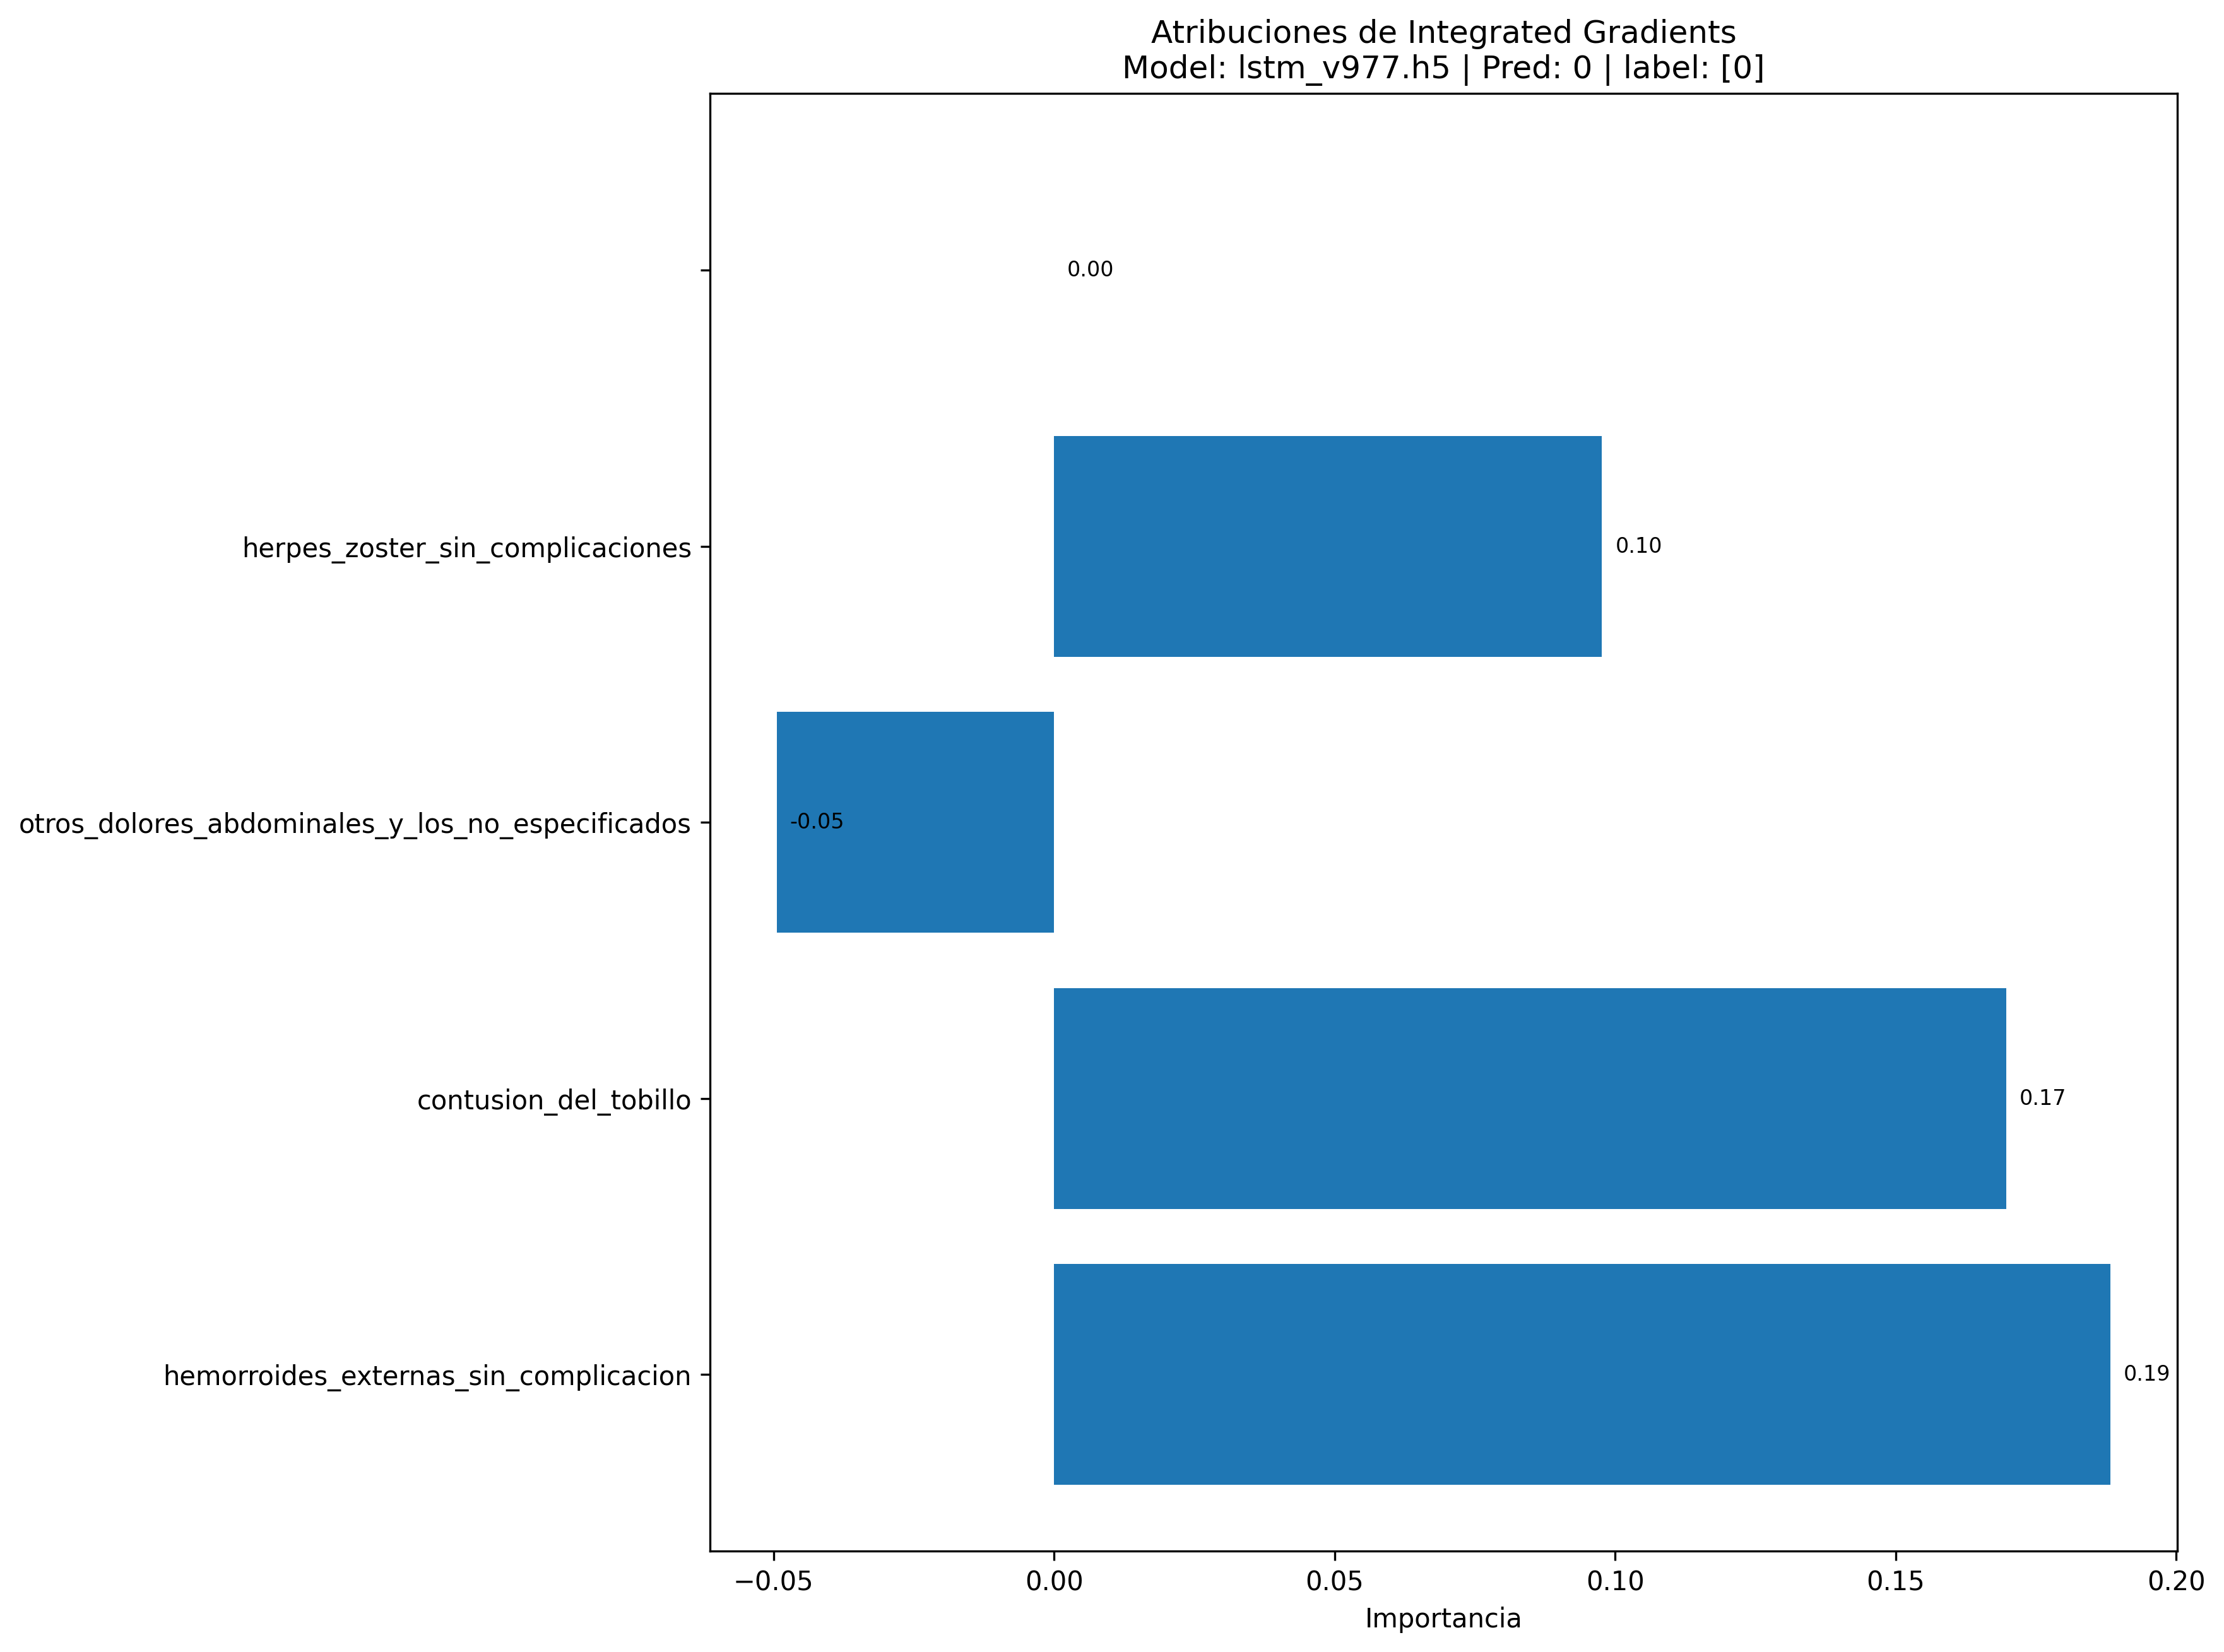 Atribuciones de Integrated Gradients
Model: lstm_v977.h5 | Pred: 0 | label: [0]
0.00
herpes_zoster_sin_complicaciones
0.10
otros_dolores_abdominales_y_los_no_especificados
-0.05
contusion_del_tobillo
0.17
hemorroides_externas_sin_complicacion
0.19
−0.05 0.00 0.05 0.10 0.15 0.20
Importancia